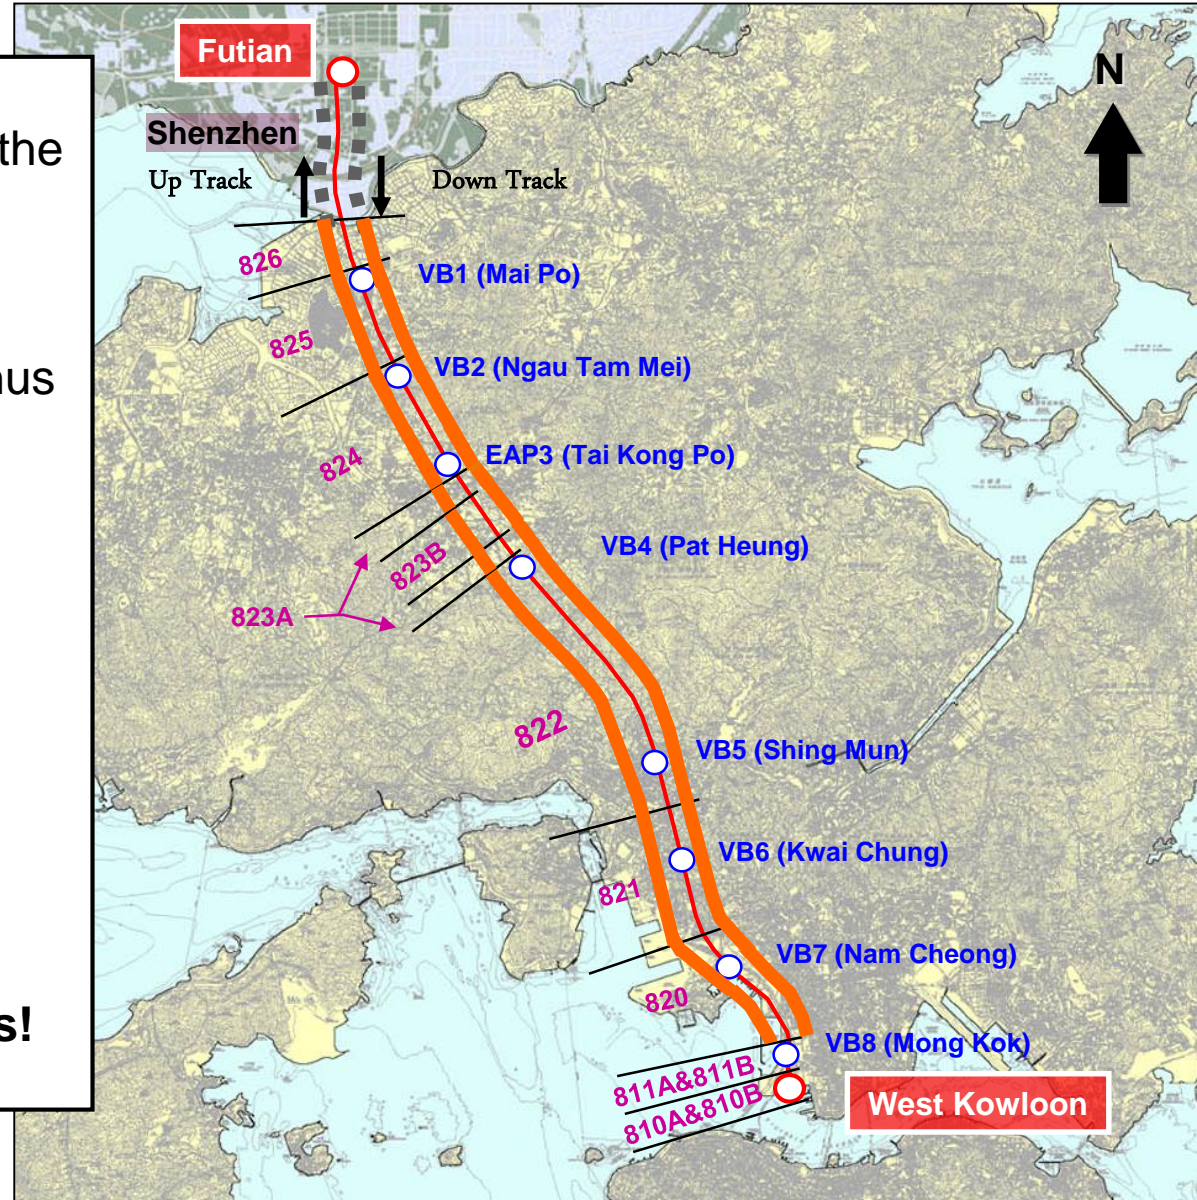 Futian
N
the
Shenzhen
Up Track
Down Track
826
VB1 (Mai Po)
825
nus
VB2 (Ngau Tam Mei)
824
EAP3 (Tai Kong Po)
VB4 (Pat Heung)
823B
823A
822
VB5 (Shing Mun)
VB6 (Kwai Chung)
821
VB7 (Nam Cheong)
820
s!
VB8 (Mong Kok)
811A&811B
810A&810B
West Kowloon